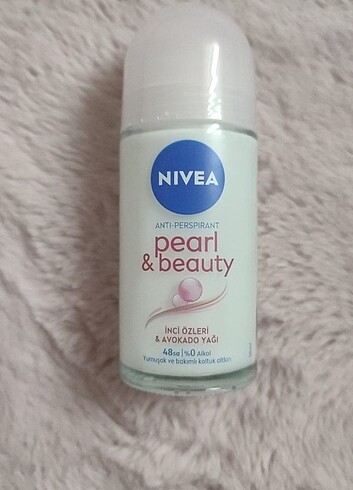 NIVEA
ANTI-PERSPIRANT
pearl
& beauty
İNCİ ÖZLERİ
& AVOKADO YAĞI
48sa | %0 Alkol
Yumuşak ve bakımlı koltuk altları